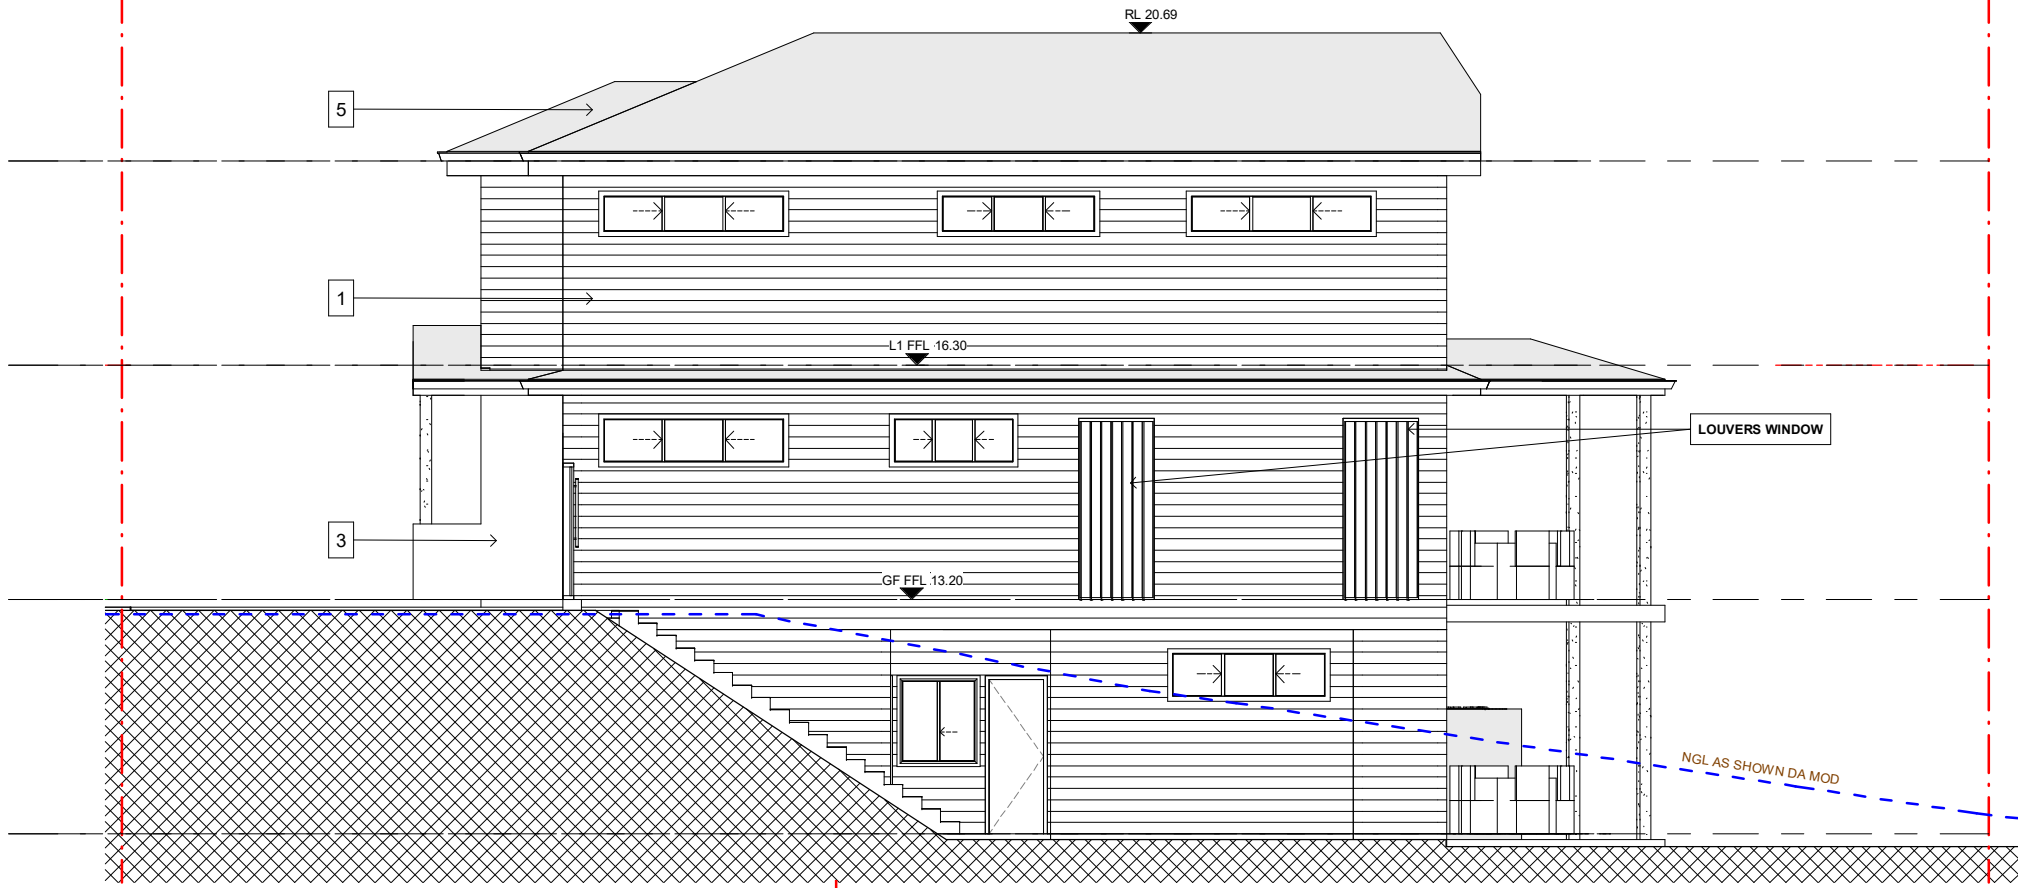 RL 20.69
5
1
L1 FFL 16.30
LOUVERS WINDOW
3
GF FFL 13.20
NGL AS SHOWN DA MOD